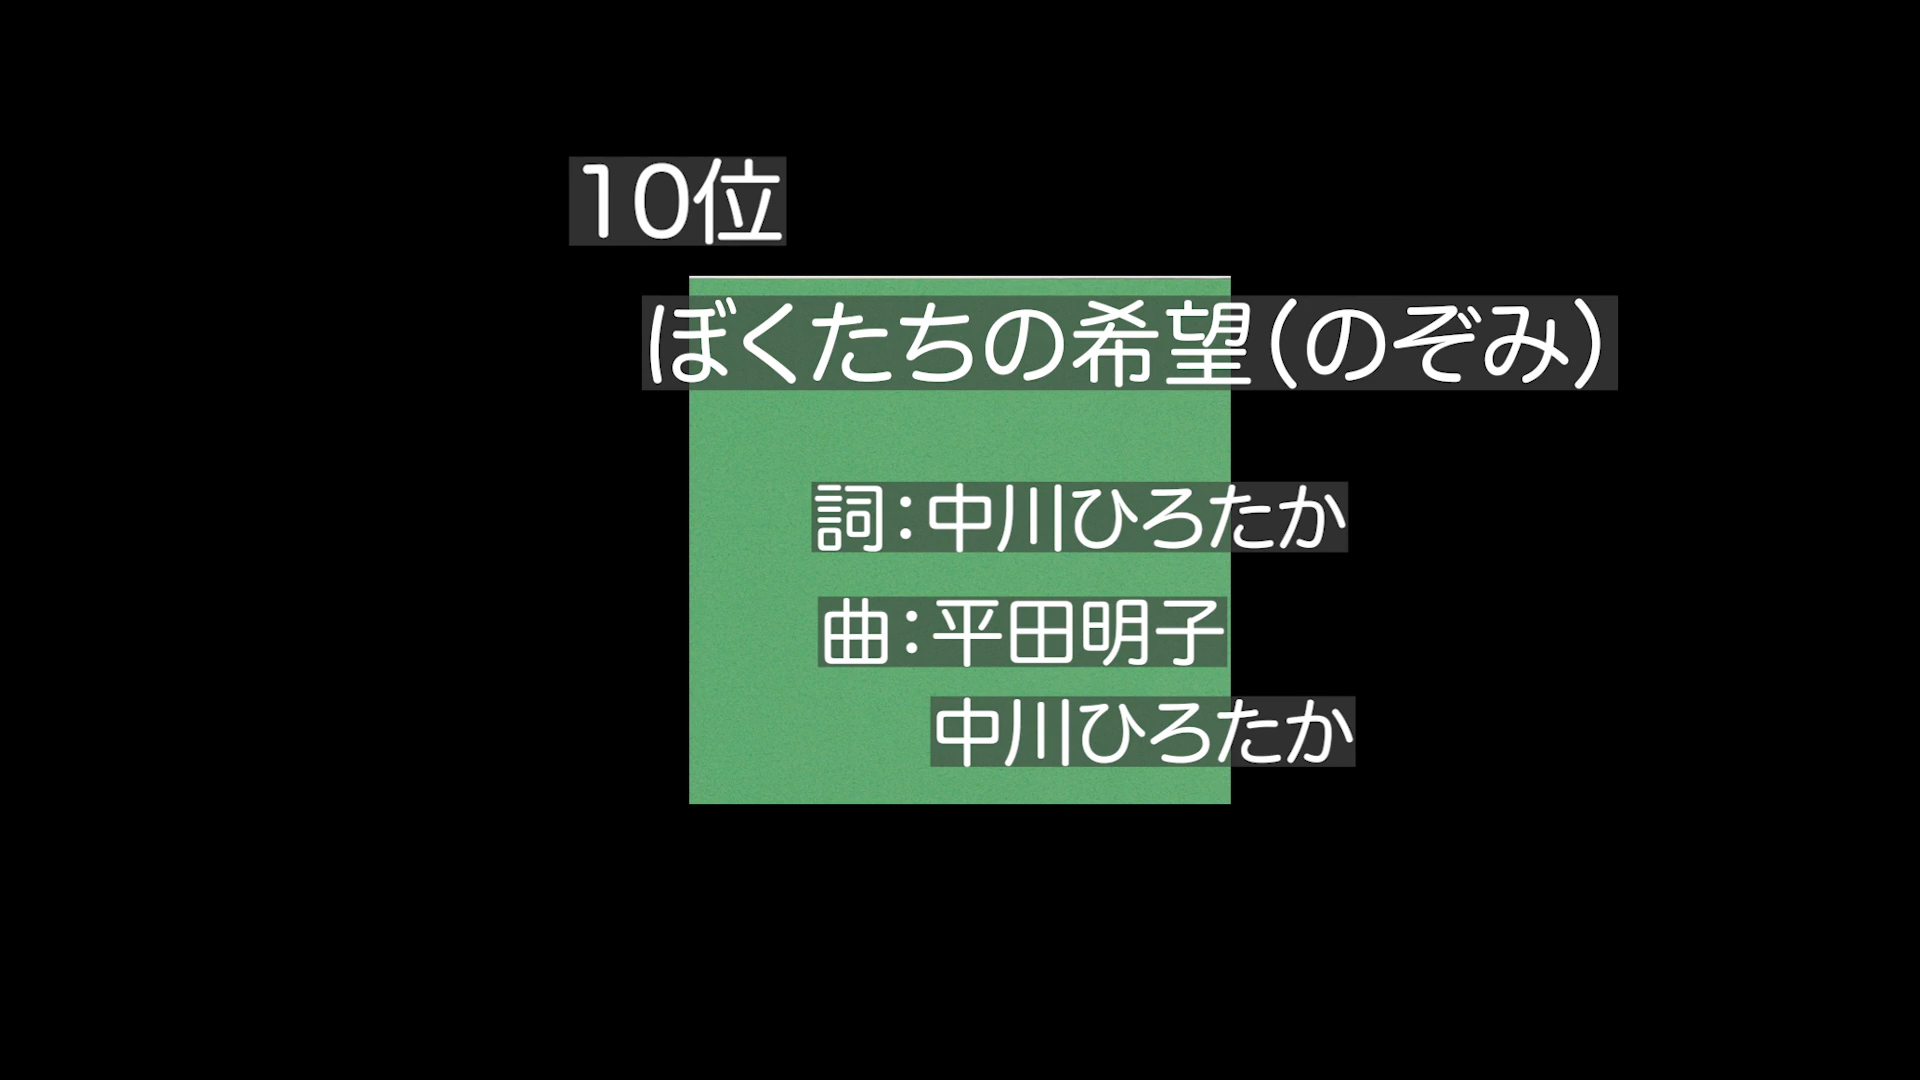 10位
ぼくたちの希望(のぞみ)
詞：中川ひろたか
曲：平田明子
中川ひろたか